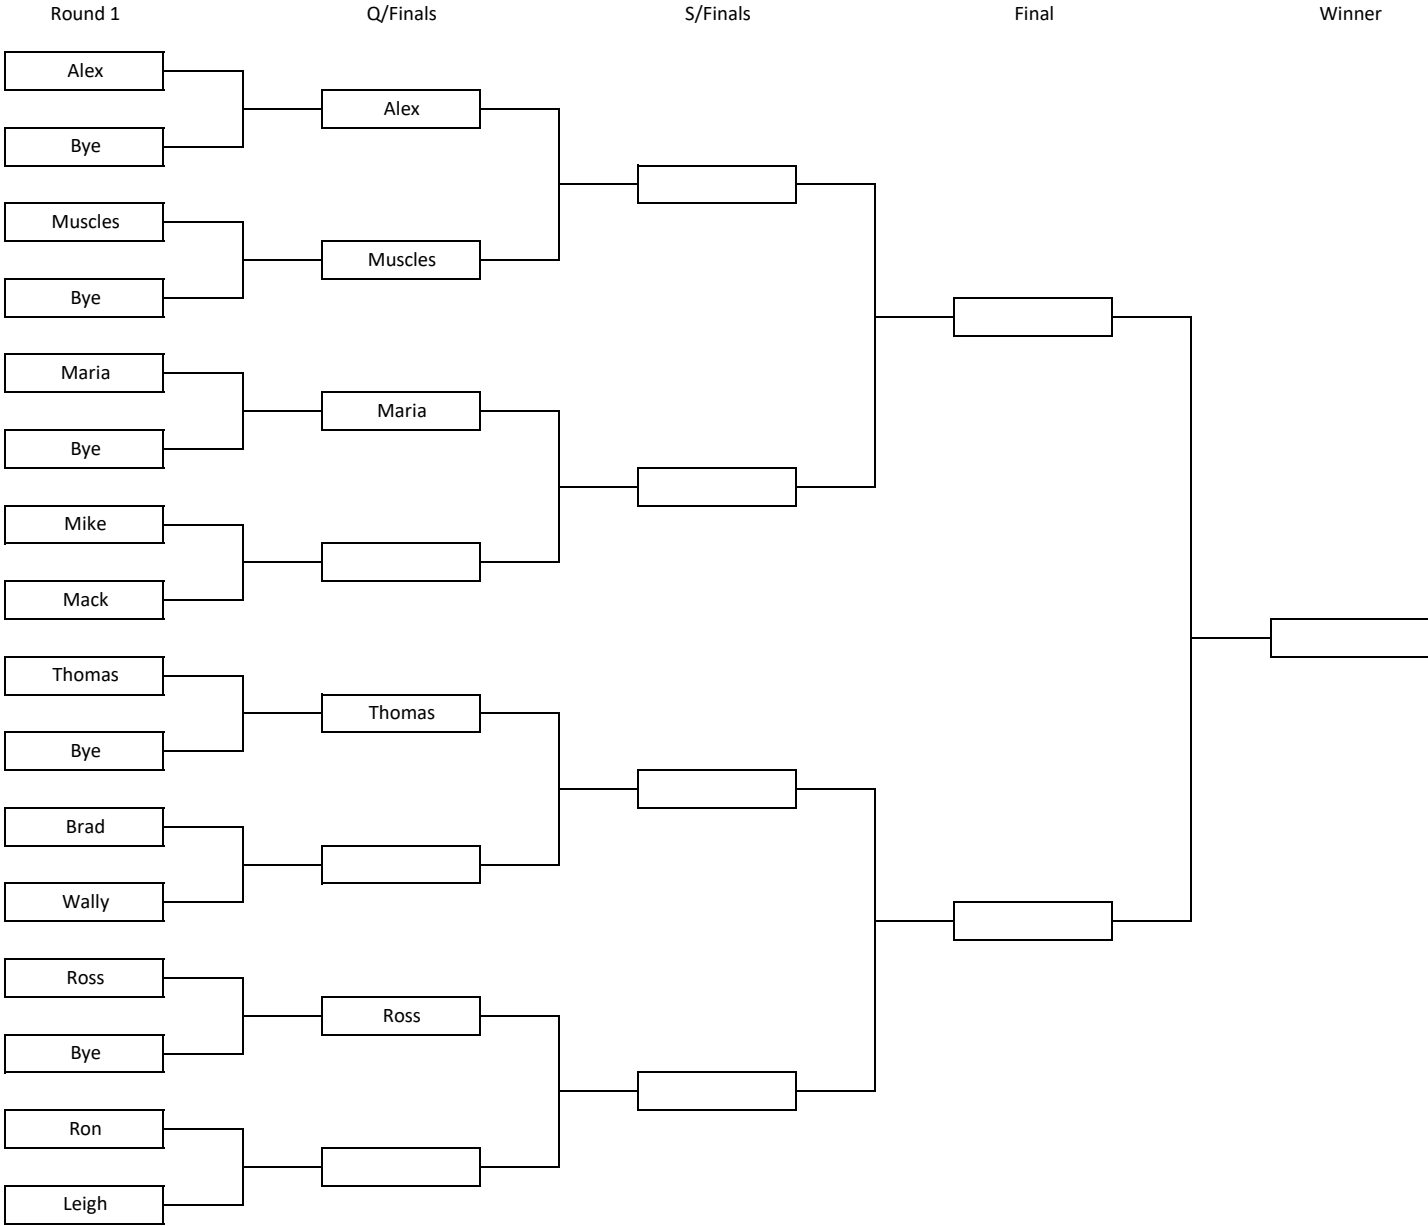 Round 1
Q/Finals
S/Finals
Final
Winner
Alex
Bye
Muscles
Bye
Maria
Bye
Mike
Mack
Thomas
Bye
Brad
Wally
Ross
Bye
Ron
Leigh
Alex
Muscles
Maria
Thomas
Ross